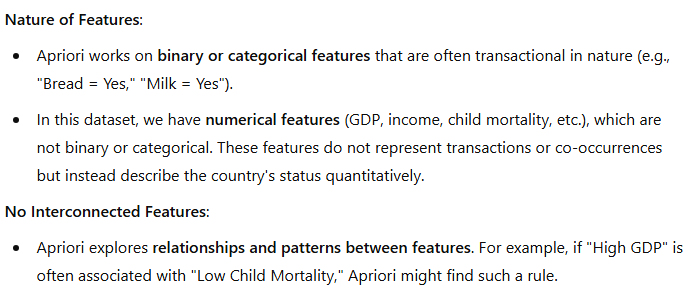 Nature of Features:
• Apriori works on binary or categorical features that are often transactional in nature (e.g.,
"Bread = Yes," "Milk = Yes").
• In this dataset, we have numerical features (GDP, income, child mortality, etc.), which are
not binary or categorical. These features do not represent transactions or co-occurrences
but instead describe the country's status quantitatively.
No Interconnected Features:
• Apriori explores relationships and patterns between features. For example, if "High GDP" is
often associated with "Low Child Mortality," Apriori might find such a rule.